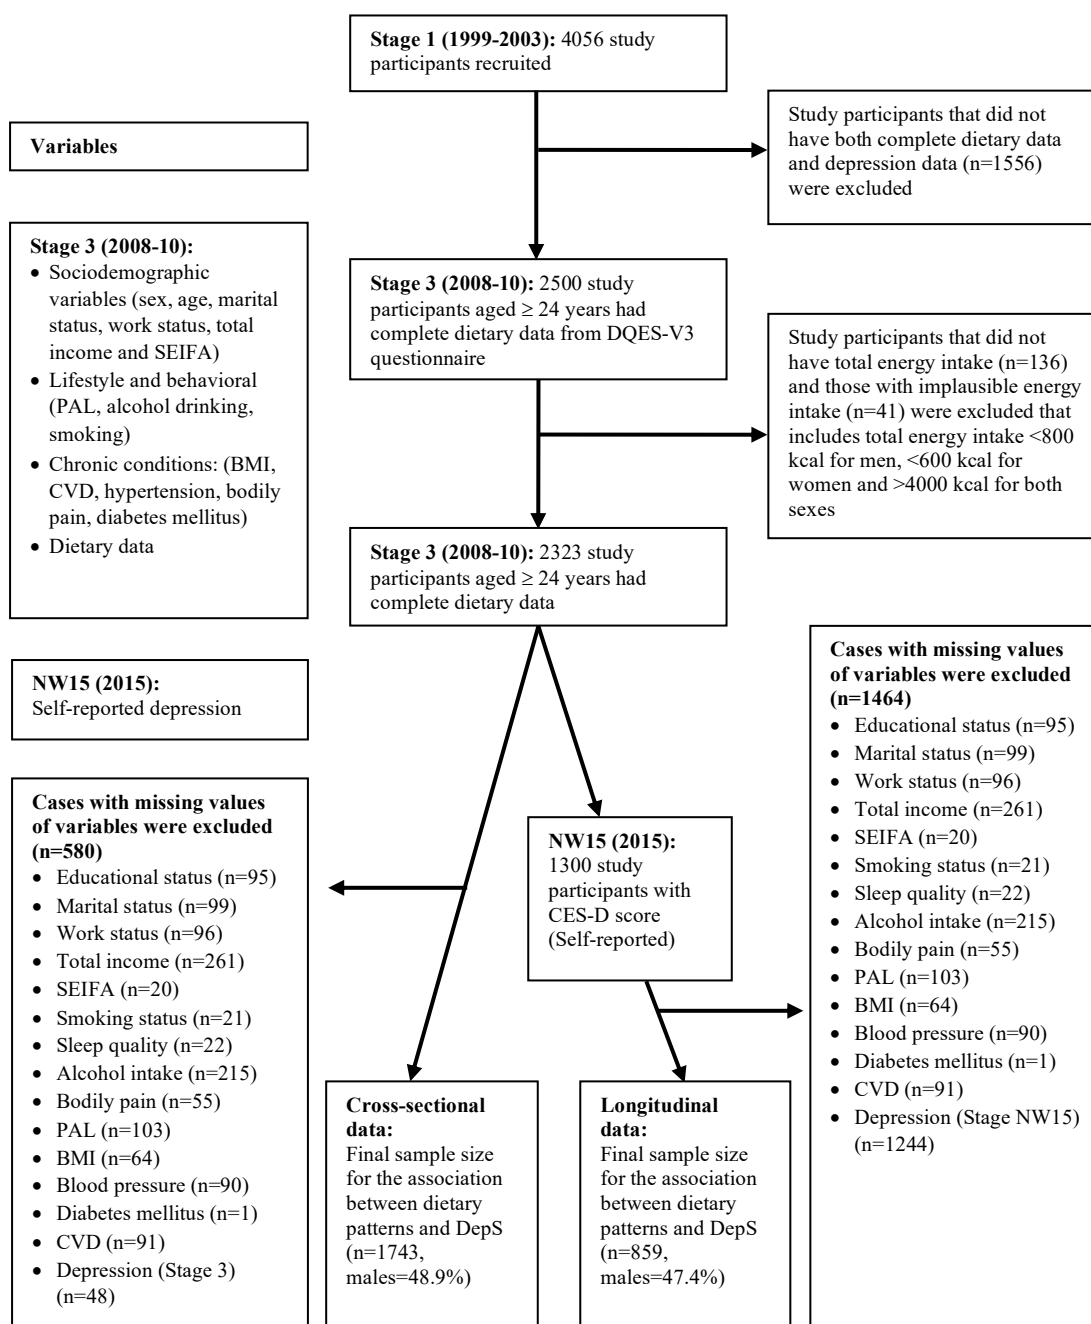 Stage 1 (1999-2003): 4056 study
participants recruited
Study participants that did not
have both complete dietary data
and depression data (n=1556)
were excluded
Variables
Stage 3 (2008-10):
• Sociodemographic
variables (sex, age, marital
status, work status, total
income and SEIFA)
• Lifestyle and behavioral
(PAL, alcohol drinking,
smoking)
• Chronic conditions: (BMI,
CVD, hypertension, bodily
pain, diabetes mellitus)
• Dietary data
Stage 3 (2008-10): 2500 study
participants aged ≥ 24 years had
complete dietary data from DQES-V3
questionnaire
Study participants that did not
have total energy intake (n=136)
and those with implausible energy
intake (n=41) were excluded that
includes total energy intake <800
kcal for men, <600 kcal for
women and >4000 kcal for both
sexes
Stage 3 (2008-10): 2323 study
participants aged ≥ 24 years had
complete dietary data
NW15 (2015):
Self-reported depression
Cases with missing values
of variables were excluded
(n=1464)
• Educational status (n=95)
• Marital status (n=99)
• Work status (n=96)
• Total income (n=261)
• SEIFA (n=20)
• Smoking status (n=21)
• Sleep quality (n=22)
• Alcohol intake (n=215)
• Bodily pain (n=55)
• PAL (n=103)
• BMI (n=64)
• Blood pressure (n=90)
• Diabetes mellitus (n=1)
• CVD (n=91)
• Depression (Stage NW15)
(n=1244)
Cases with missing values
of variables were excluded
(n=580)
• Educational status (n=95)
• Marital status (n=99)
• Work status (n=96)
• Total income (n=261)
• SEIFA (n=20)
• Smoking status (n=21)
• Sleep quality (n=22)
• Alcohol intake (n=215)
• Bodily pain (n=55)
• PAL (n=103)
• BMI (n=64)
• Blood pressure (n=90)
• Diabetes mellitus (n=1)
• CVD (n=91)
• Depression (Stage 3)
(n=48)
NW15 (2015):
1300 study
participants with
CES-D score
(Self-reported)
Cross-sectional
data:
Final sample size
for the association
between dietary
patterns and DepS
(n=1743,
males=48.9%)
Longitudinal
data:
Final sample size
for the association
between dietary
patterns and DepS
(n=859,
males=47.4%)